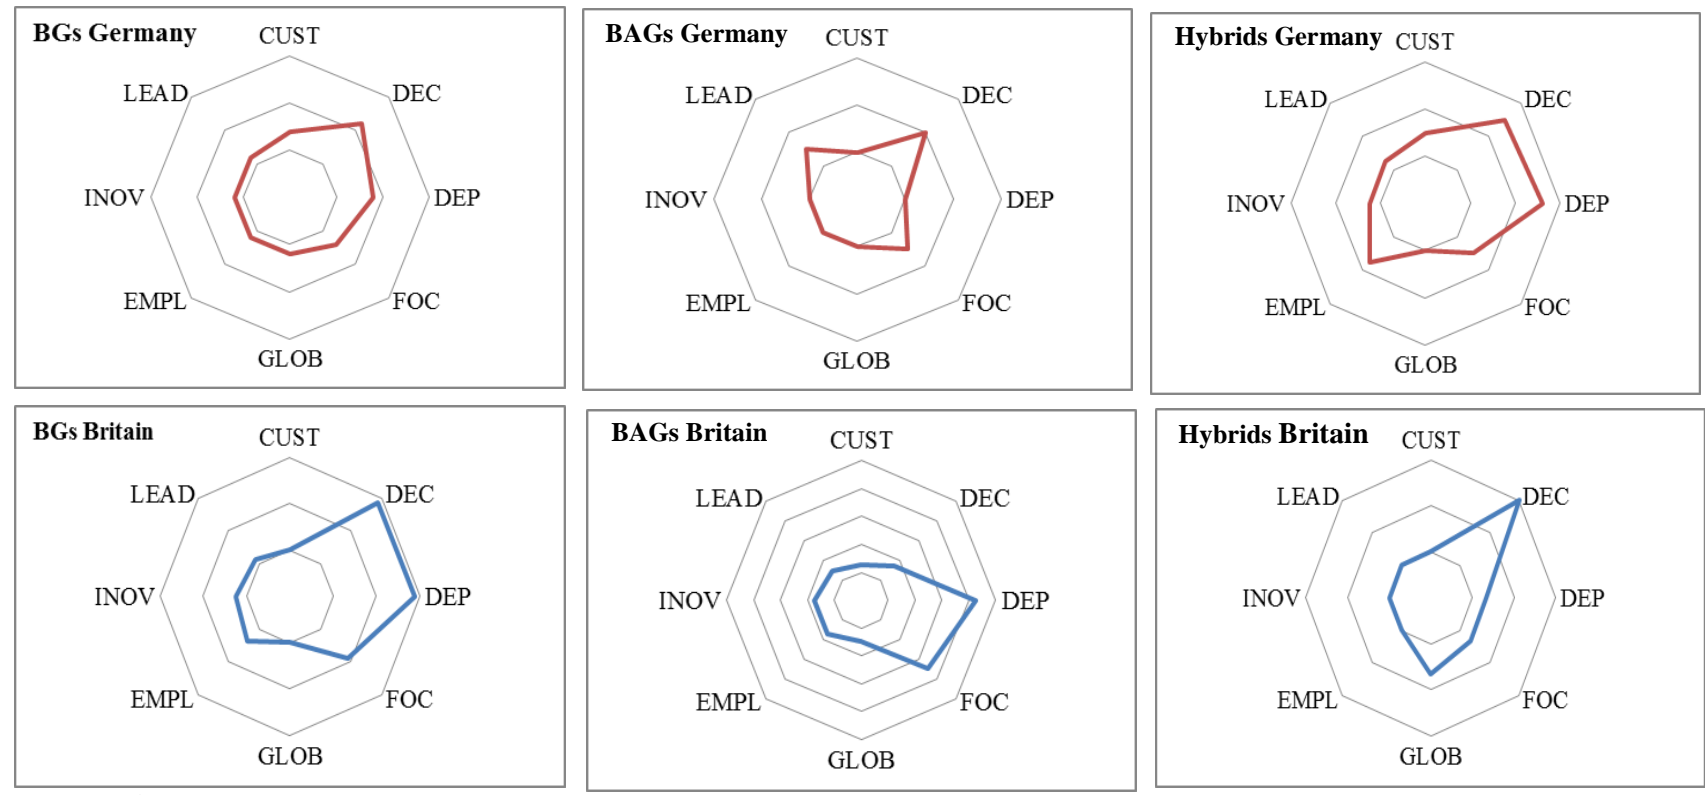 BGs Germany
CUST
DEC
DEP
FOC
GLOB
EMPL
INOV
LEAD
BAGs Germany
CUST
DEC
DEP
FOC
GLOB
EMPL
INOV
LEAD
Hybrids Germany
CUST
DEC
DEP
FOC
GLOB
EMPL
INOV
LEAD
BGs Britain
CUST
DEC
DEP
FOC
GLOB
EMPL
INOV
LEAD
BAGs Britain
CUST
DEC
DEP
FOC
GLOB
EMPL
INOV
LEAD
Hybrids Britain
CUST
DEC
DEP
FOC
GLOB
EMPL
INOV
LEAD